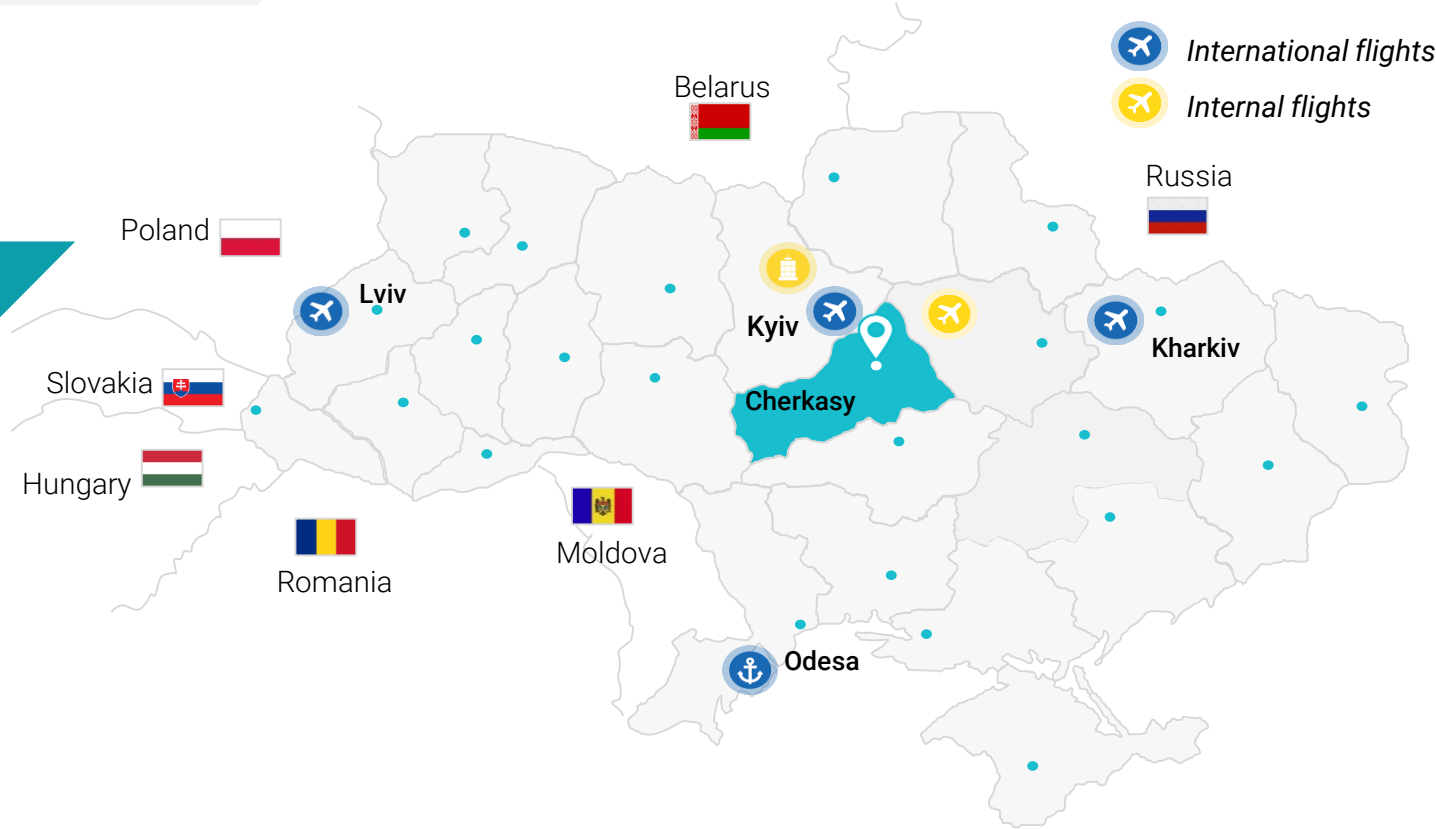 International flights
Internal flights
Belarus
Russia
Poland
Lviv
Kyiv
Kharkiv
Slovakia
Cherkasy
Hungary
Moldova
Romania
Odesa